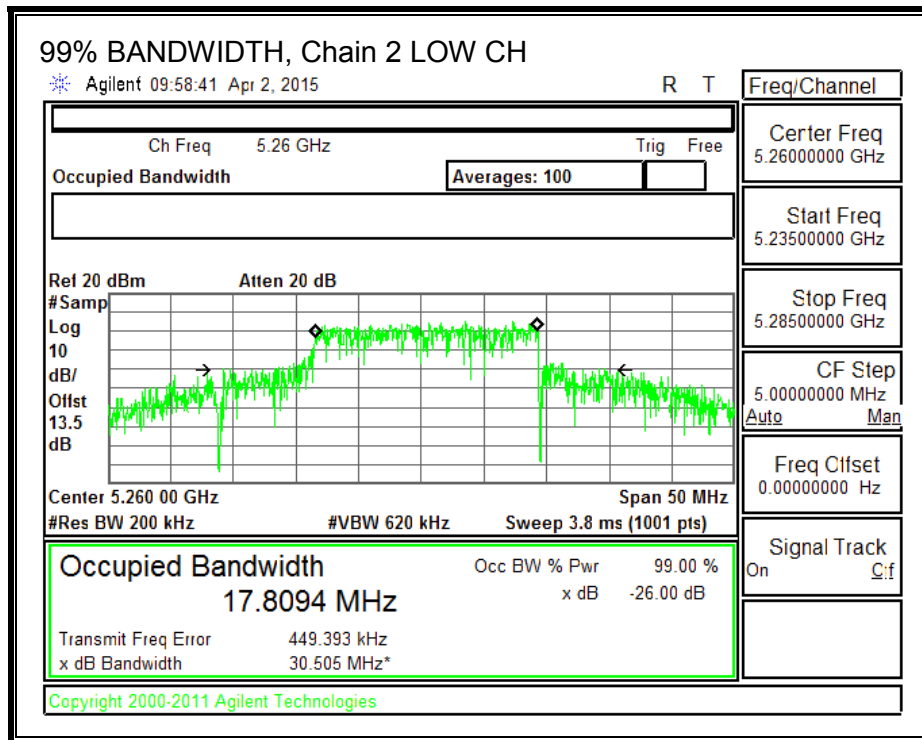 99% BANDWIDTH, Chain 2 LOW CH
Agilent 09:58:41 Apr 2, 2015 R T
Freq/Channel
Ch Freq 5.26 GHz Trig Free
Occupied Bandwidth Averages: 100
Center Freq
5.26000000 GHz
Start Freq
5.23500000 GHz
Stop Freq
5.28500000 GHz
CF Step
5.00000000 MHz
Auto Man
Freq Offset
0.00000000 Hz
Signal Track
On Off
Ref 20 dBm Atten 20 dB
#Samp
Log
10
dB/
Offst
13.5
dB
Center 5.260 00 GHz Span 50 MHz
#Res BW 200 kHz #VBW 620 kHz Sweep 3.8 ms (1001 pts)
Occupied Bandwidth
17.8094 MHz
Occ BW % Pwr 99.00 %
x dB -26.00 dB
Transmit Freq Error 449.393 kHz
x dB Bandwidth 30.505 MHz*
Copyright 2000-2011 Agilent Technologies